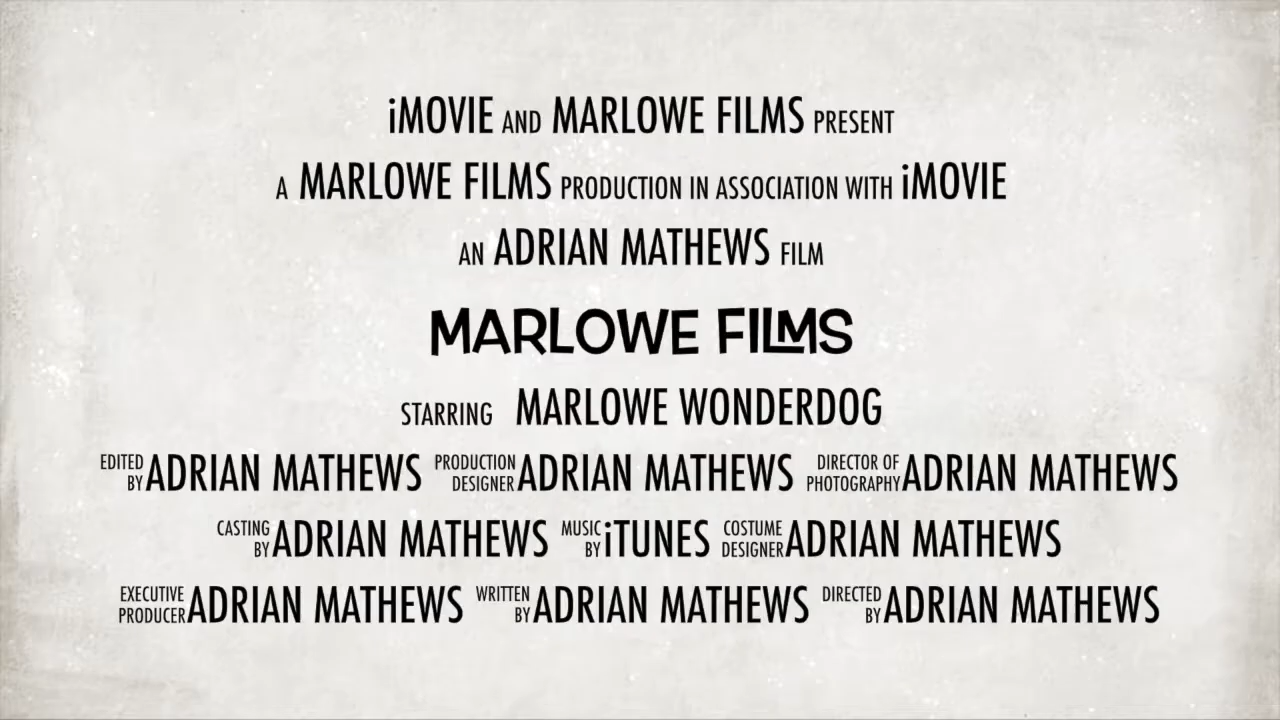 iMOVIE AND MARLOWE FILMS PRESENT
A MARLOWE FILMS PRODUCTION IN ASSOCIATION WITH iMOVIE
AN ADRIAN MATHEWS FILM
MARLOWE FILMS
STARRING MARLOWE WONDERDOG
EDITED BY ADRIAN MATHEWS PRODUCTION DESIGNER ADRIAN MATHEWS DIRECTOR OF PHOTOGRAPHY ADRIAN MATHEWS
CASTING BY ADRIAN MATHEWS MUSIC BY iTUNES COSTUME DESIGNER ADRIAN MATHEWS
EXECUTIVE PRODUCER ADRIAN MATHEWS WRITTEN BY ADRIAN MATHEWS DIRECTED BY ADRIAN MATHEWS